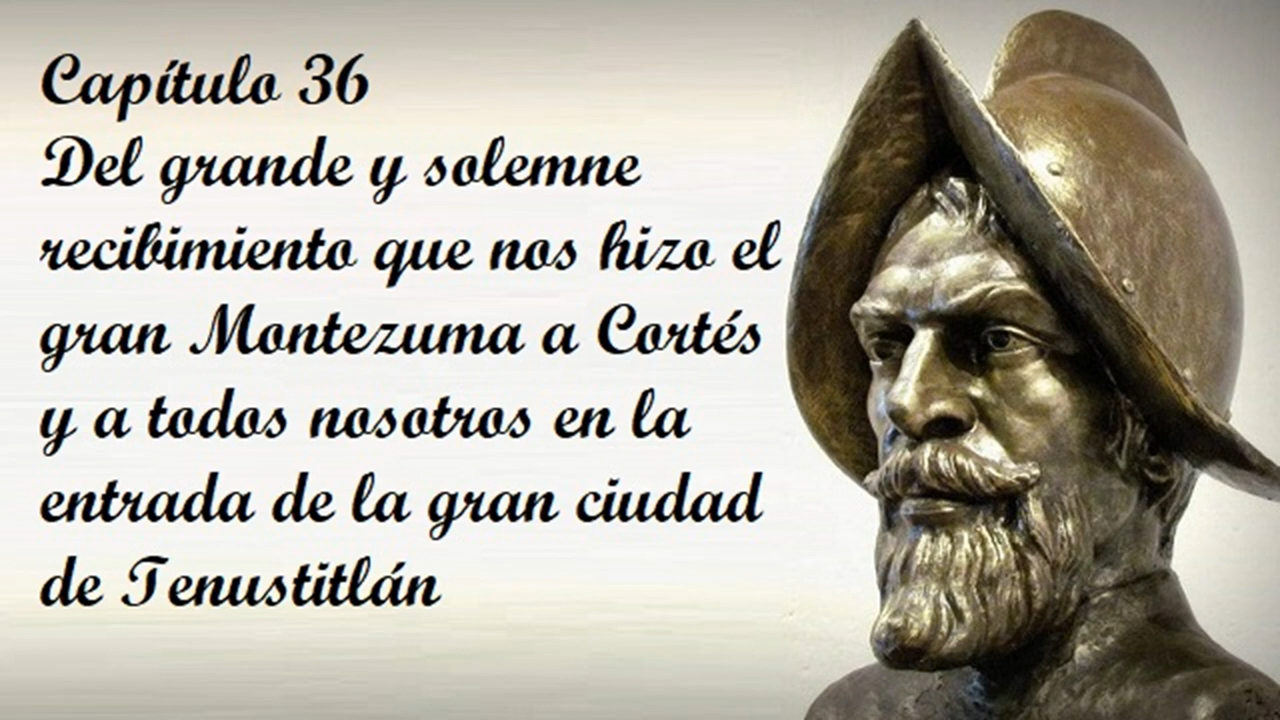 Capítulo 36
Del grande y solemne
recibimiento que nos hizo el
gran Montezuma a Cortés
y a todos nosotros en la
entrada de la gran ciudad
de Tenustitlán